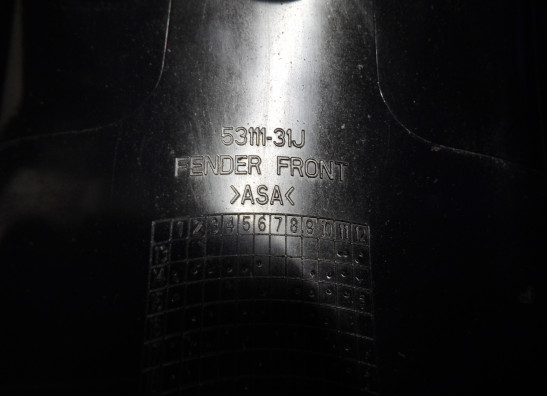 53111-31J
FENDER FRONT
>ASA<
1 2 3 4 5 6 7 8 9 10 11 12